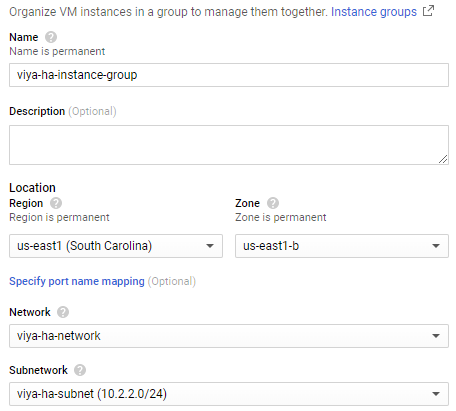 Organize VM instances in a group to manage them together. Instance groups
Name
Name is permanent
viya-ha-instance-group
Description (Optional)
Location
Region Zone
Region is permanent Zone is permanent
us-east1 (South Carolina) us-east1-b
Specify port name mapping (Optional)
Network
viya-ha-network
Subnetwork
viya-ha-subnet (10.2.2.0/24)